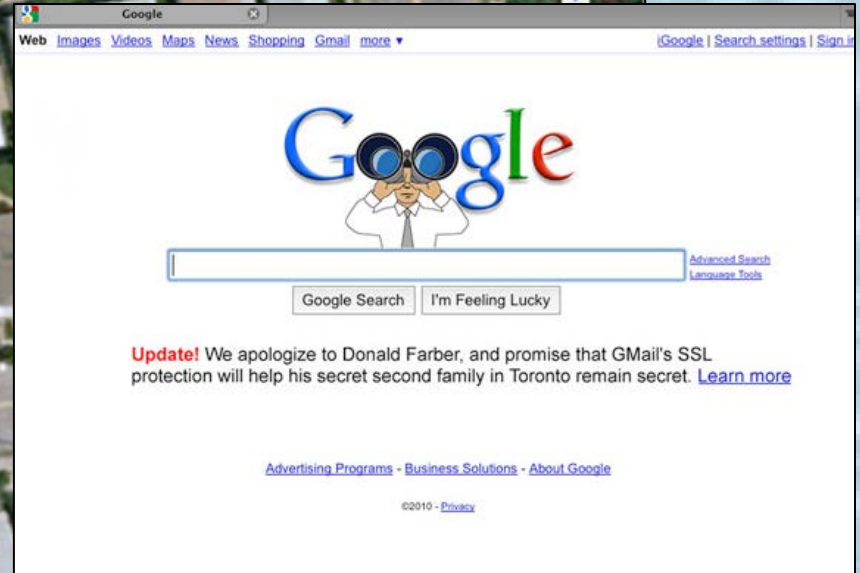 Google
Web Images Videos Maps News Shopping Gmail more ▼ iGoogle | Search settings | Sign
Google
Advanced Search
Language Tools
Google Search I'm Feeling Lucky
Update! We apologize to Donald Farber, and promise that GMail's SSL
protection will help his secret second family in Toronto remain secret. Learn more
Advertising Programs - Business Solutions - About Google
©2010 - Privacy